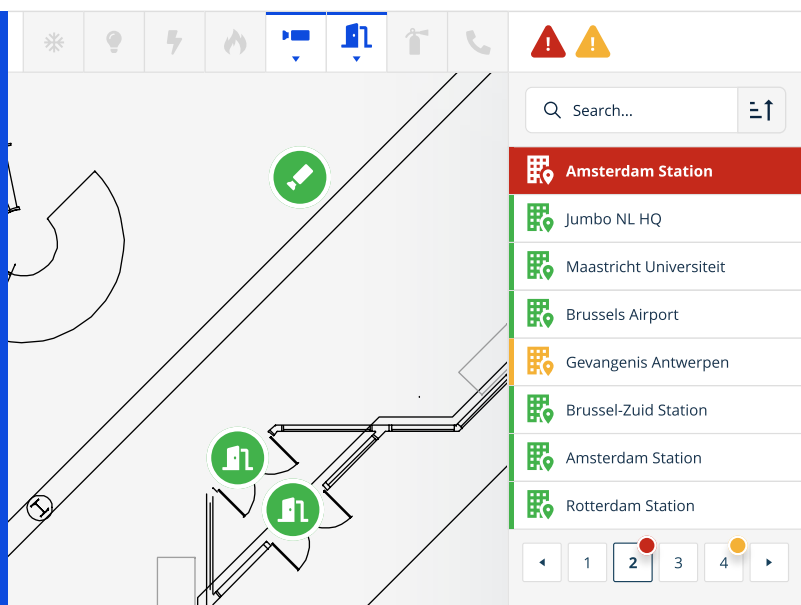 Search...
Amsterdam Station
Jumbo NL HQ
Maastricht Universiteit
Brussels Airport
Gevangenis Antwerpen
Brussel-Zuid Station
Amsterdam Station
Rotterdam Station
1 2 3 4